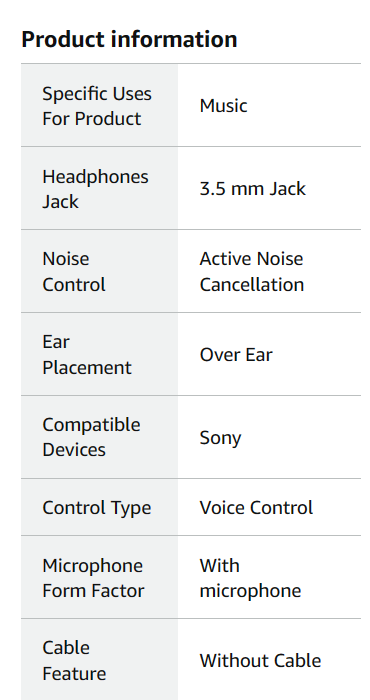 Product information
Specific Uses
For Product
Music
Headphones
Jack
3.5 mm Jack
Noise
Control
Active Noise
Cancellation
Ear
Placement
Over Ear
Compatible
Devices
Sony
Control Type
Voice Control
Microphone
Form Factor
With
microphone
Cable
Feature
Without Cable